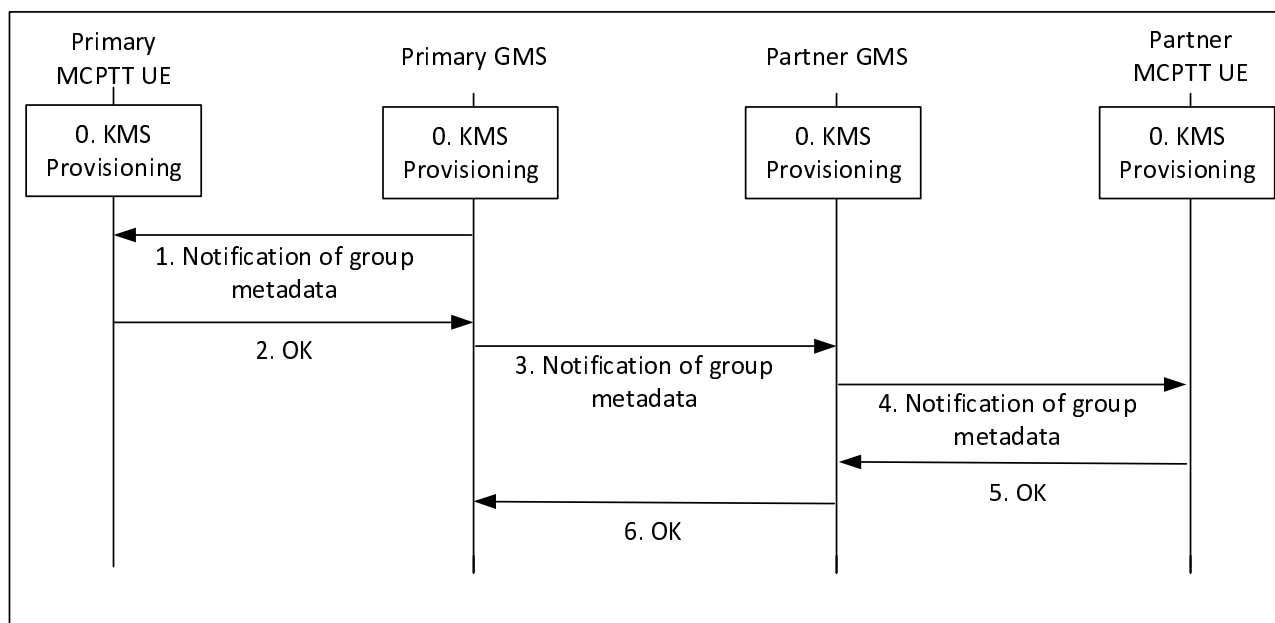 Primary
MCPTT UE
Primary GMS
Partner GMS
Partner
MCPTT UE
0. KMS
Provisioning
0. KMS
Provisioning
0. KMS
Provisioning
0. KMS
Provisioning
1. Notification of group
metadata
2. OK
3. Notification of group
metadata
4. Notification of group
metadata
5. OK
6. OK